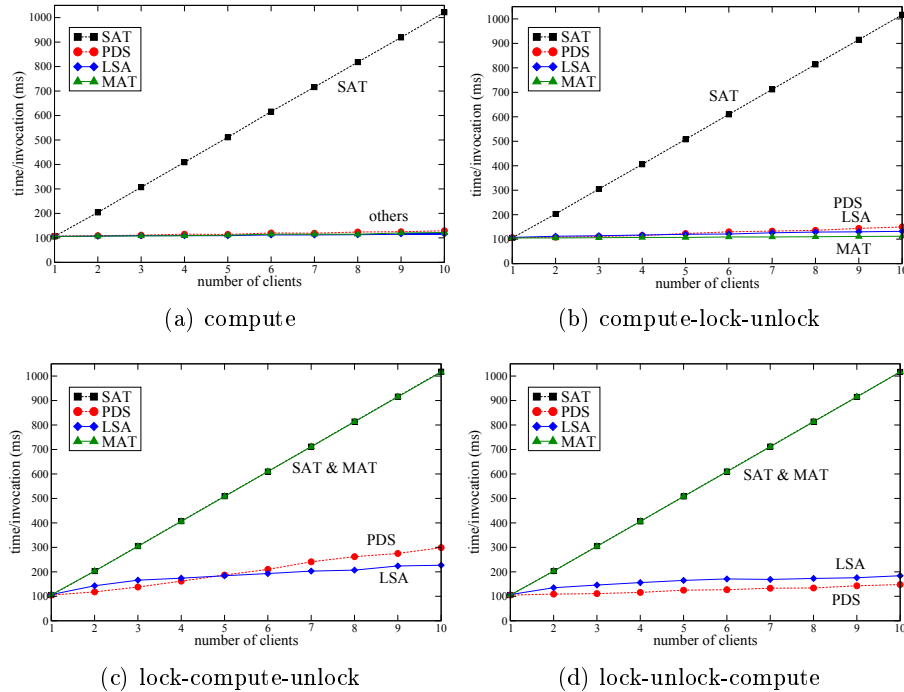 1000
900
800
700
600
500
400
300
200
100
0
time/invocation (ms)
SAT
PDS
LSA
MAT
SAT
others
1 2 3 4 5 6 7 8 9 10
number of clients
(a) compute
1000
900
800
700
600
500
400
300
200
100
0
time/invocation (ms)
SAT
PDS
LSA
MAT
SAT
PDS
LSA
MAT
1 2 3 4 5 6 7 8 9 10
number of clients
(b) compute-lock-unlock
1000
900
800
700
600
500
400
300
200
100
0
time/invocation (ms)
SAT
PDS
LSA
MAT
SAT & MAT
PDS
LSA
1 2 3 4 5 6 7 8 9 10
number of clients
(c) lock-compute-unlock
1000
900
800
700
600
500
400
300
200
100
0
time/invocation (ms)
SAT
PDS
LSA
MAT
SAT & MAT
LSA
PDS
1 2 3 4 5 6 7 8 9 10
number of clients
(d) lock-unlock-compute